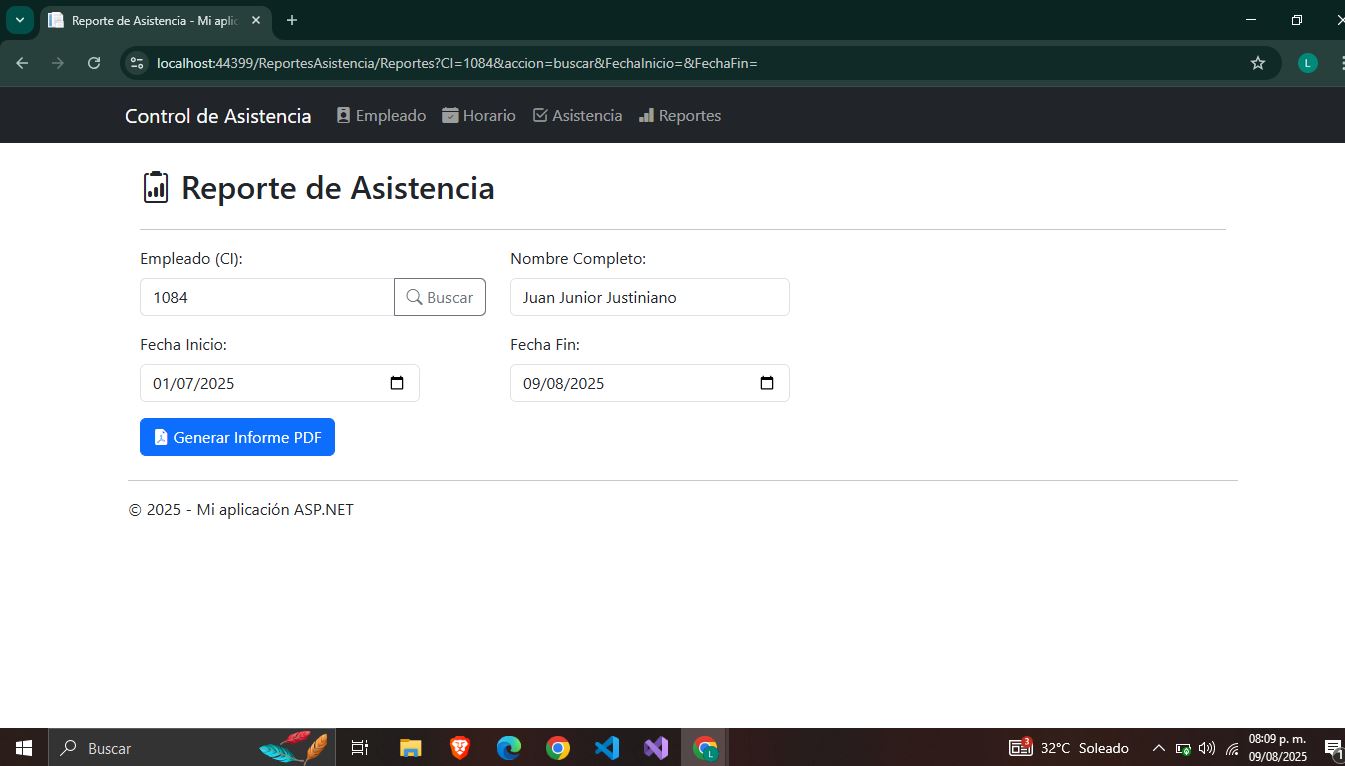 Reporte de Asistencia - Mi aplic
localhost:44399/ReportesAsistencia/Reportes?CI=1084&accion=buscar&FechaInicio=&FechaFin=
L
Control de Asistencia Empleado Horario Asistencia Reportes
Reporte de Asistencia
Empleado (CI): Nombre Completo:
1084 Buscar Juan Junior Justiniano
Fecha Inicio: Fecha Fin:
01/07/2025 09/08/2025
Generar Informe PDF
© 2025 - Mi aplicación ASP.NET
Buscar
L
3
32°C Soleado
08:09 p. m.
09/08/2025
1